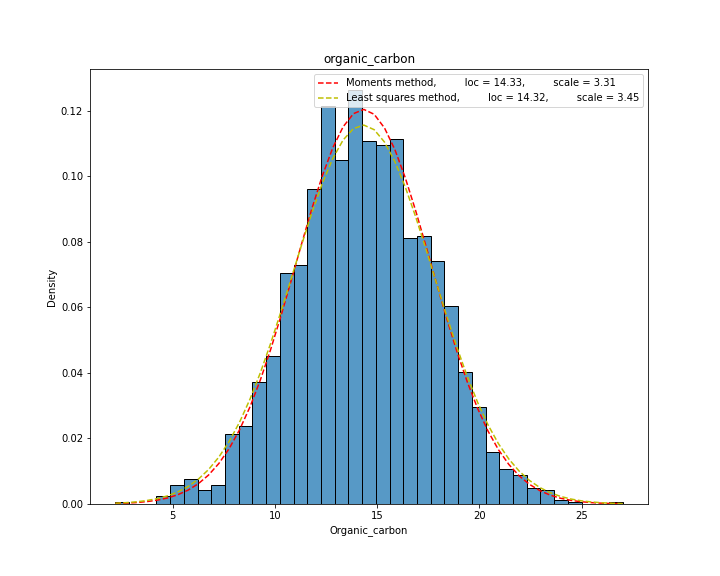 organic_carbon
Moments method, loc = 14.33, scale = 3.31
Least squares method, loc = 14.32, scale = 3.45
Density
0.12
0.10
0.08
0.06
0.04
0.02
0.00
5 10 15 20 25
Organic_carbon